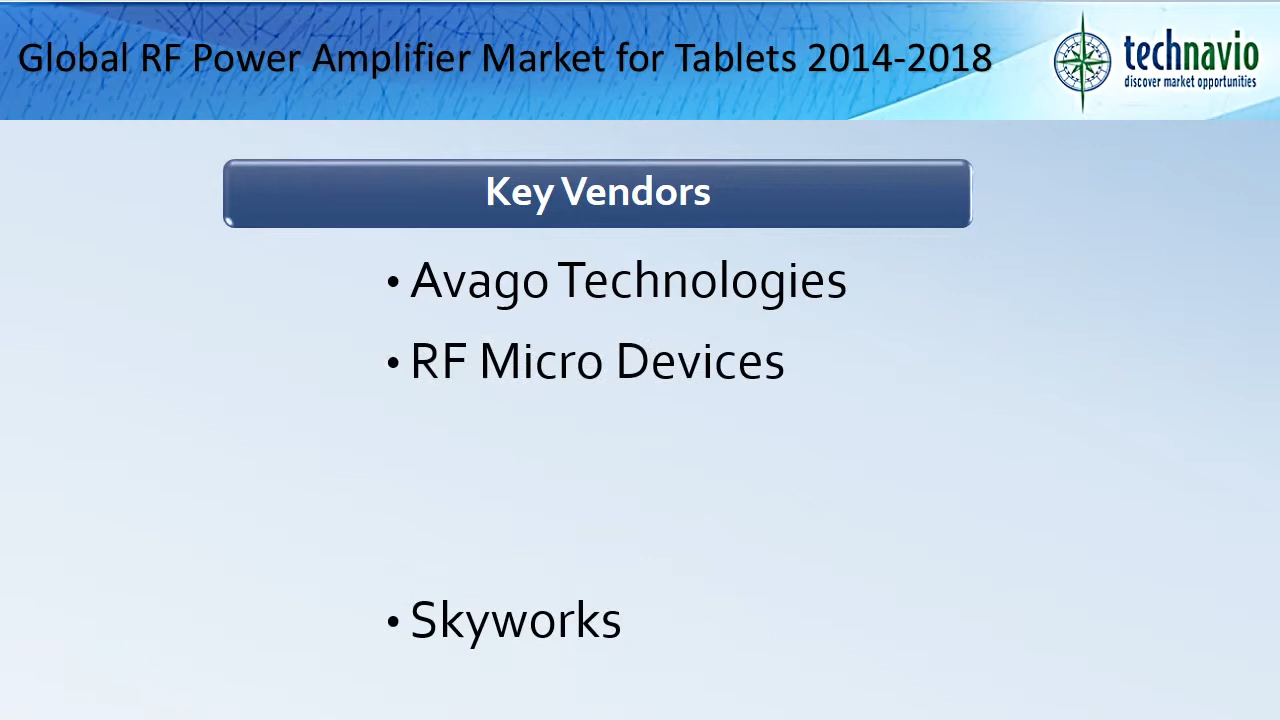 Global RF Power Amplifier Market for Tablets 2014-2018
technavio
discover market opportunities
Key Vendors
• Avago Technologies
• RF Micro Devices
• Skyworks